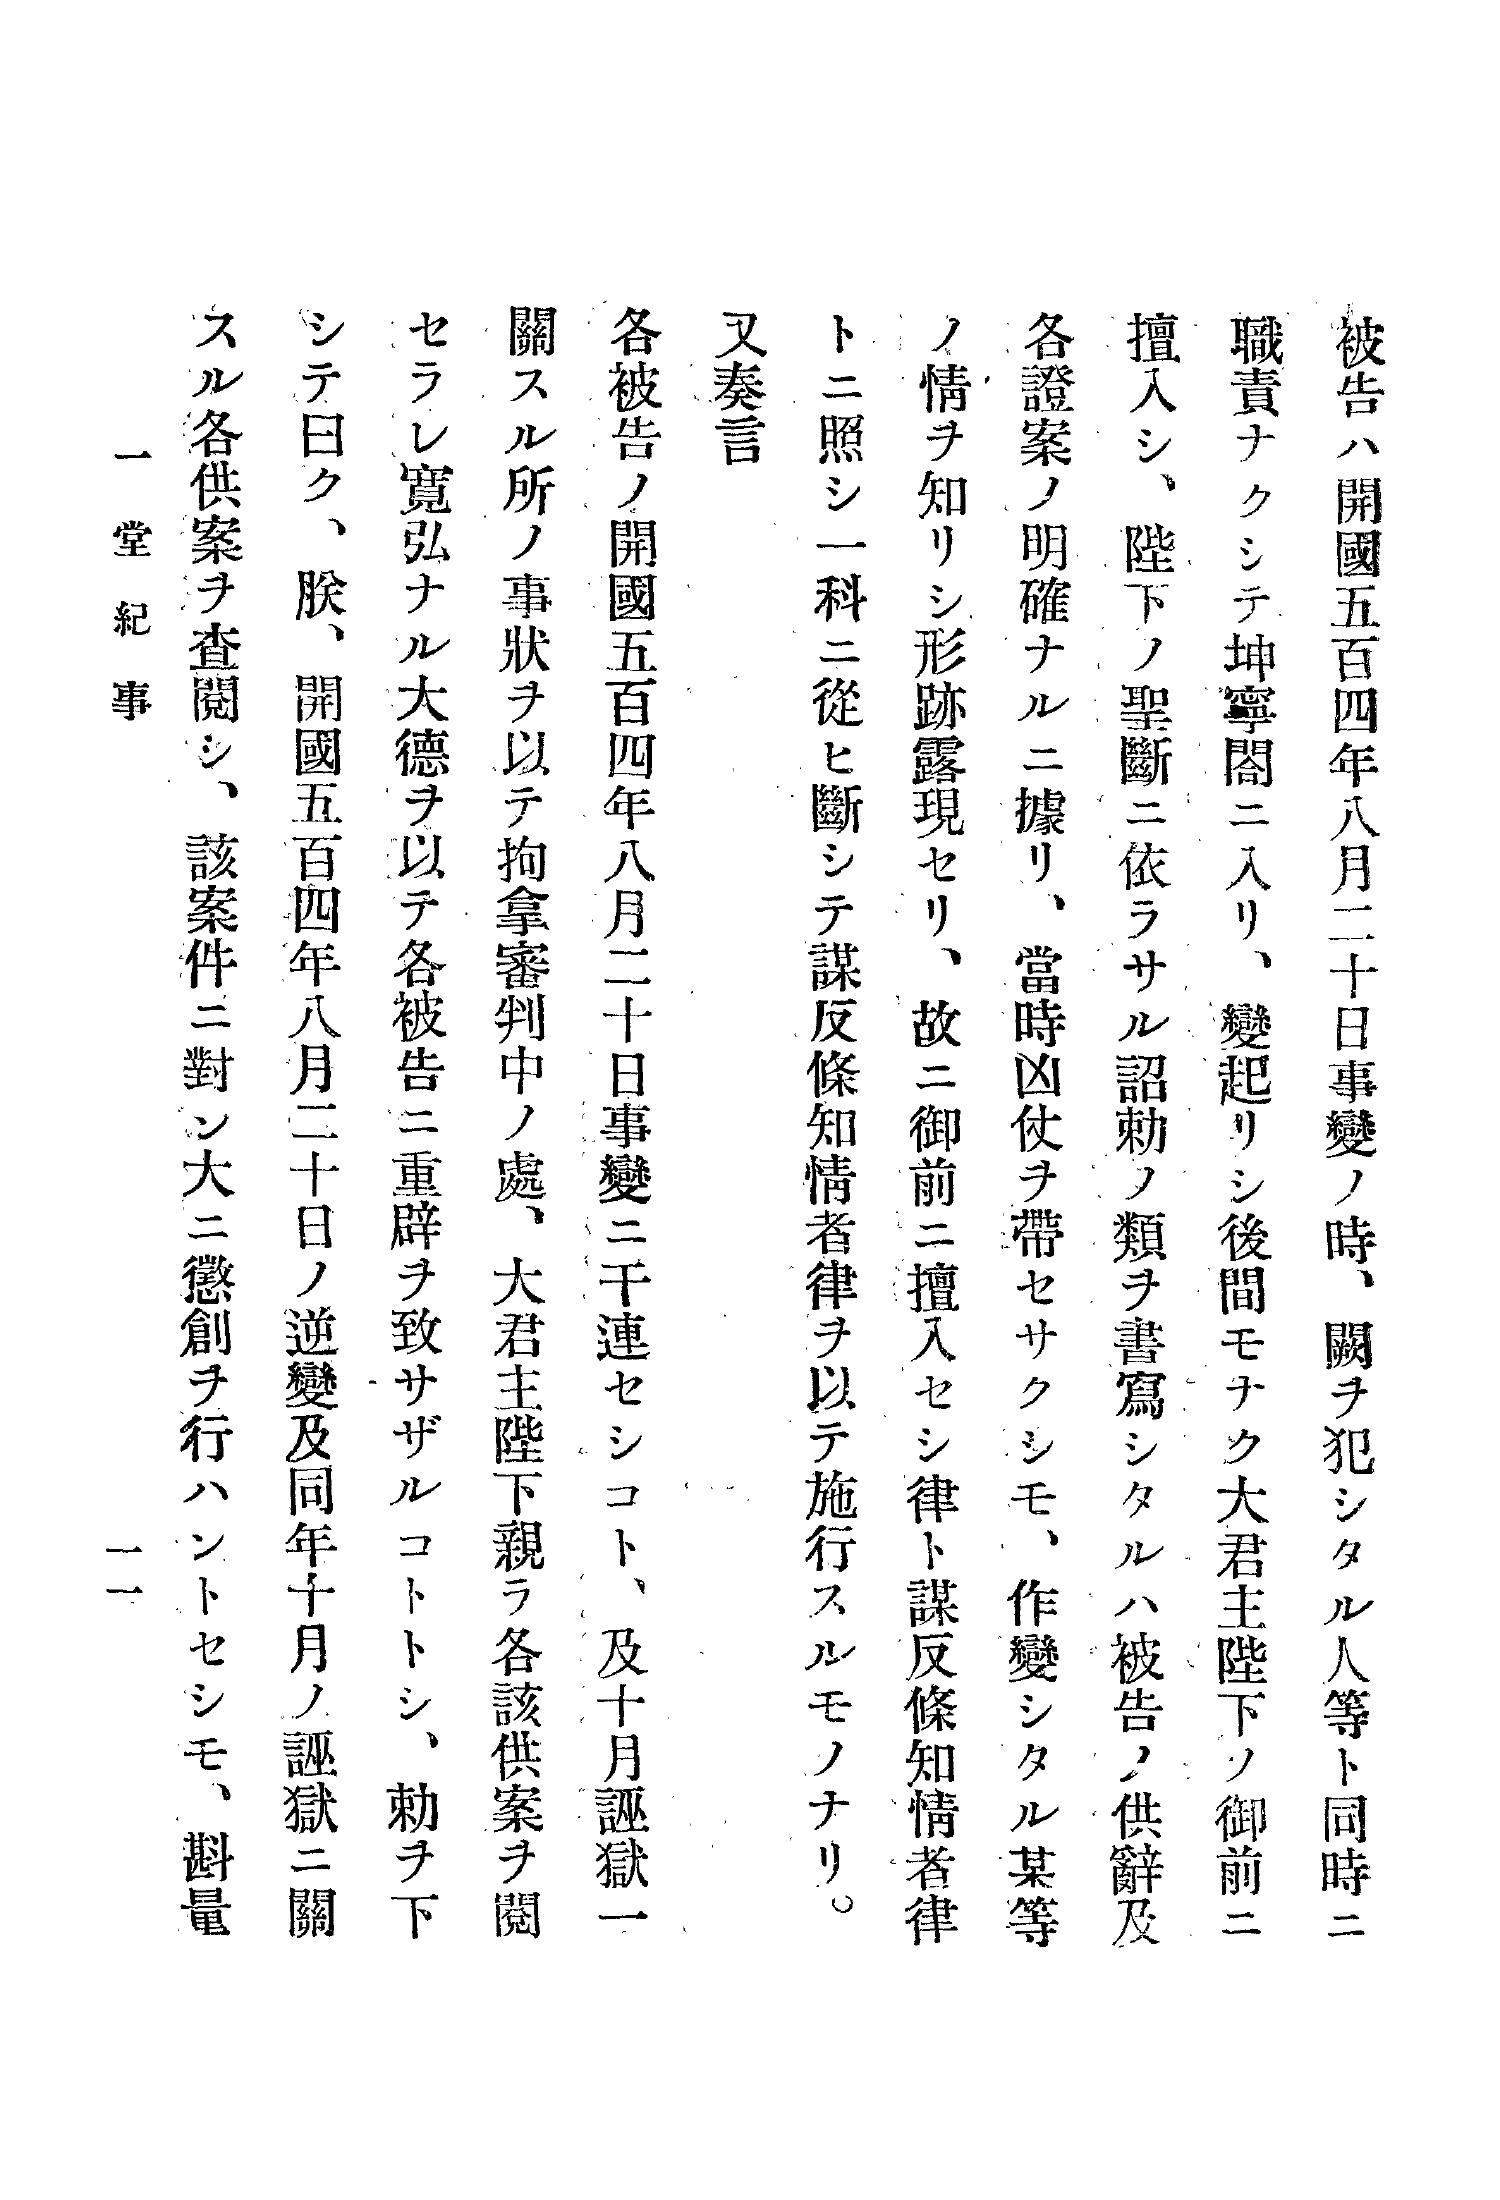 被告ハ開國五百四年八月二十日事變ノ時、闕ヲ犯シタル人等ト同時ニ
職責ナクシテ坤寧閤ニ入リ、變起リシ後間モナク大君主陛下ノ御前ニ
擅入シ、陛下ノ聖斷ニ依ラサル詔勅ノ類ヲ書寫シタルハ被告ノ供辭及
各證案ノ明確ナルニ據リ、當時凶仗ヲ帶セサクシモ、作變シタル某等
ノ情ヲ知リシ形跡露現セリ、故ニ御前ニ擅入セシ律ト謀反條知情者律
トニ照シ一科ニ從ヒ斷シテ謀反條知情者律ヲ以テ施行スルモノナリ。
又奏言
各被告ノ開國五百四年八月二十日事變ニ干連セシコト、及十月誣獄一
關スル所ノ事狀ヲ以テ拘拿審判中ノ處、大君主陛下親ラ各該供案ヲ閱
セラレ寬弘ナル大德ヲ以テ各被告ニ重辟ヲ致サザルコトトシ、勅ヲ下
シテ曰ク、朕、開國五百四年八月二十日ノ逆變及同年十月ノ誣獄ニ關
スル各供案ヲ査閱シ、該案件ニ對ン大ニ懲創ヲ行ハントセシモ、斟量
一堂紀事
一一